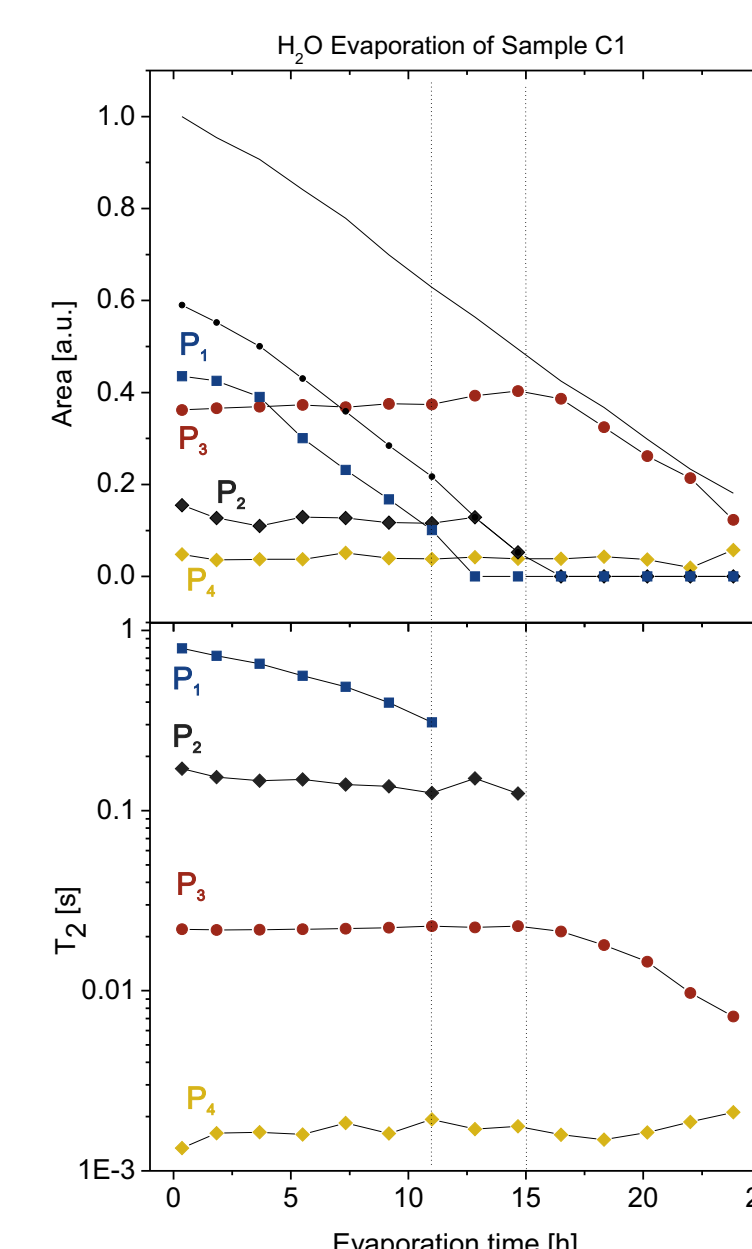 H₂O Evaporation of Sample C1
Area [a.u.]
1.0
0.8
0.6
0.4
0.2
0.0
P₁
P₃
P₂
P₄
T₂ [s]
1
0.1
0.01
1E-3
P₁
P₂
P₃
P₄
0 5 10 15 20 2
Evaporation time [h]